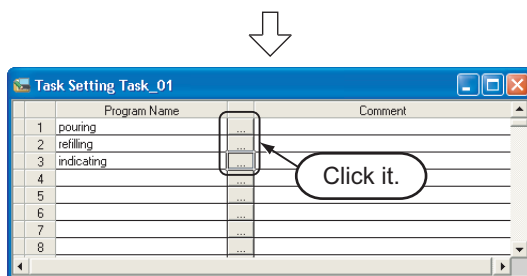 Task Setting Task_01
Program Name Comment
1 pouring ...
2 refilling ...
3 indicating ...
4 ...
5 ...
6 ...
7 ...
8 ...
Click it.